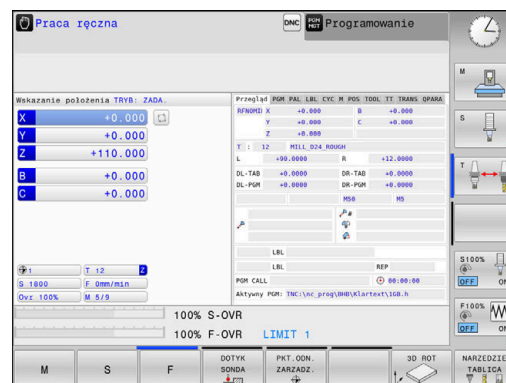 Praca ręczna
DNC
PGM MGT
Programowanie
Wskazanie położenia TRYB: ZADA.
X +0.000
Y +0.000
Z +110.000
B +0.000
C +0.000
1 T 12 Z
S 1800 F 0mm/min
Ovr 100% M 5/9
Przegląd PGM PAL LBL CYC M POS TOOL TT TRANS QPARA
RFNOMI X +0.000 B +0.000
Y +0.000 C +0.000
Z +0.000
T : 12 MILL_D24_ROUGH
L +90.0000 R +12.0000
DL-TAB +0.0000 DR-TAB +0.0000
DL-PGM +0.0000 DR-PGM +0.0000
M50 M5
LBL
LBL REP
PGM CALL 00:00:00
Aktywny PGM: TNC:\nc_prog\BHB\Klartext\1GB.h
100% S-OVR
100% F-OVR LIMIT 1
M
S
T
S100%
OFF ON
F100%
OFF ON
M
S
F
DOTYK SONDA
PKT.ODN. ZARZADZ.
3D ROT
NARZEDZIE TABLICA